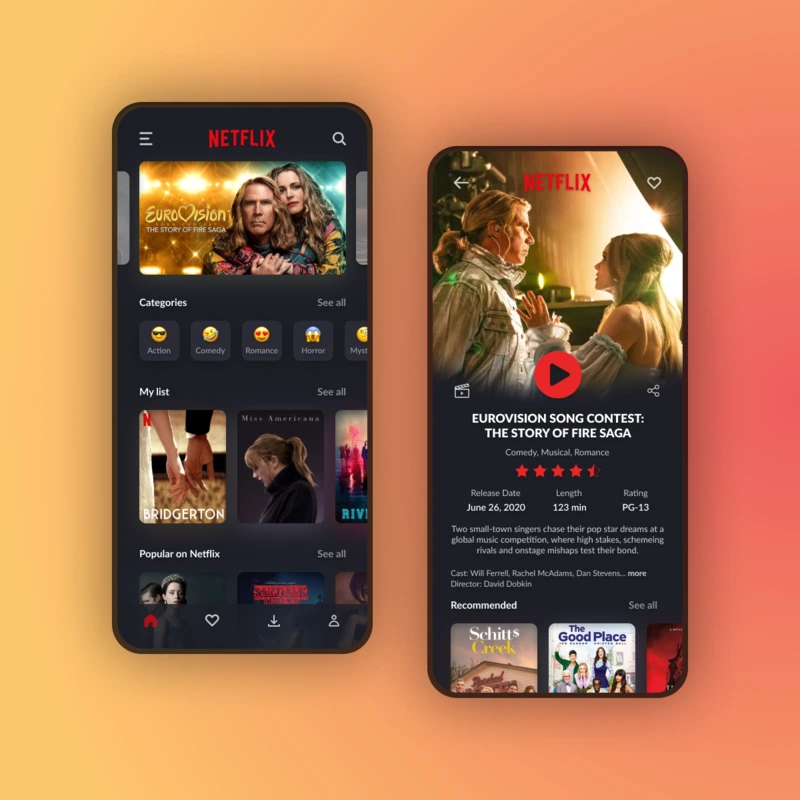 NETFLIX
EUROVISION
SONG CONTEST
THE STORY OF FIRE SAGA
Categories See all
Action Comedy Romance Horror Myst
My list See all
N
Miss Americana
BRIDGERTON
RIVE
Popular on Netflix See all
NETFLIX
EUROVISION SONG CONTEST:
THE STORY OF FIRE SAGA
Comedy, Musical, Romance
Release Date Length Rating
June 26, 2020 123 min PG-13
Two small-town singers chase their pop star dreams at a
global music competition, where high stakes, schemeing
rivals and onstage mishaps test their bond.
Cast: Will Ferrell, Rachel McAdams, Dan Stevens... more
Director: David Dobkin
Recommended See all
Schitt's
Creek
The
Good Place